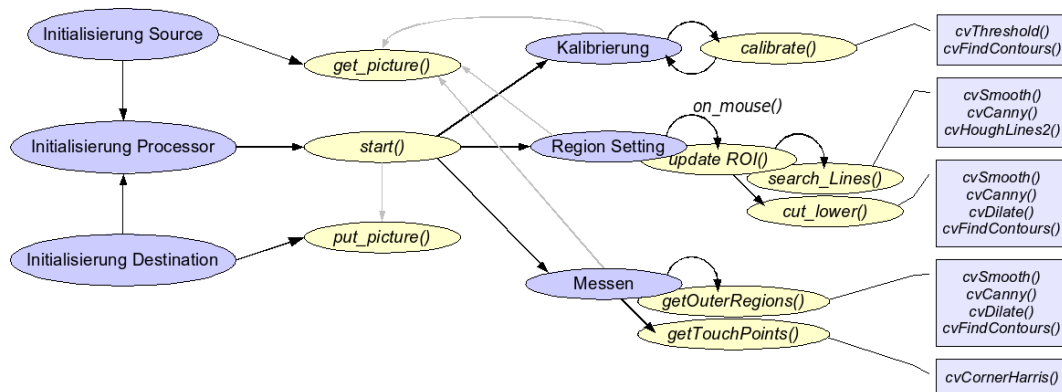 Initialisierung Source
Initialisierung Processor
Initialisierung Destination
get_picture()
start()
put_picture()
Kalibrierung
calibrate()
on_mouse()
Region Setting
update ROI()
search_Lines()
cut_lower()
Messen
getOuterRegions()
getTouchPoints()
cvThreshold()
cvFindContours()
cvSmooth()
cvCanny()
cvHoughLines2()
cvSmooth()
cvCanny()
cvDilate()
cvFindContours()
cvSmooth()
cvCanny()
cvDilate()
cvFindContours()
cvCornerHarris()